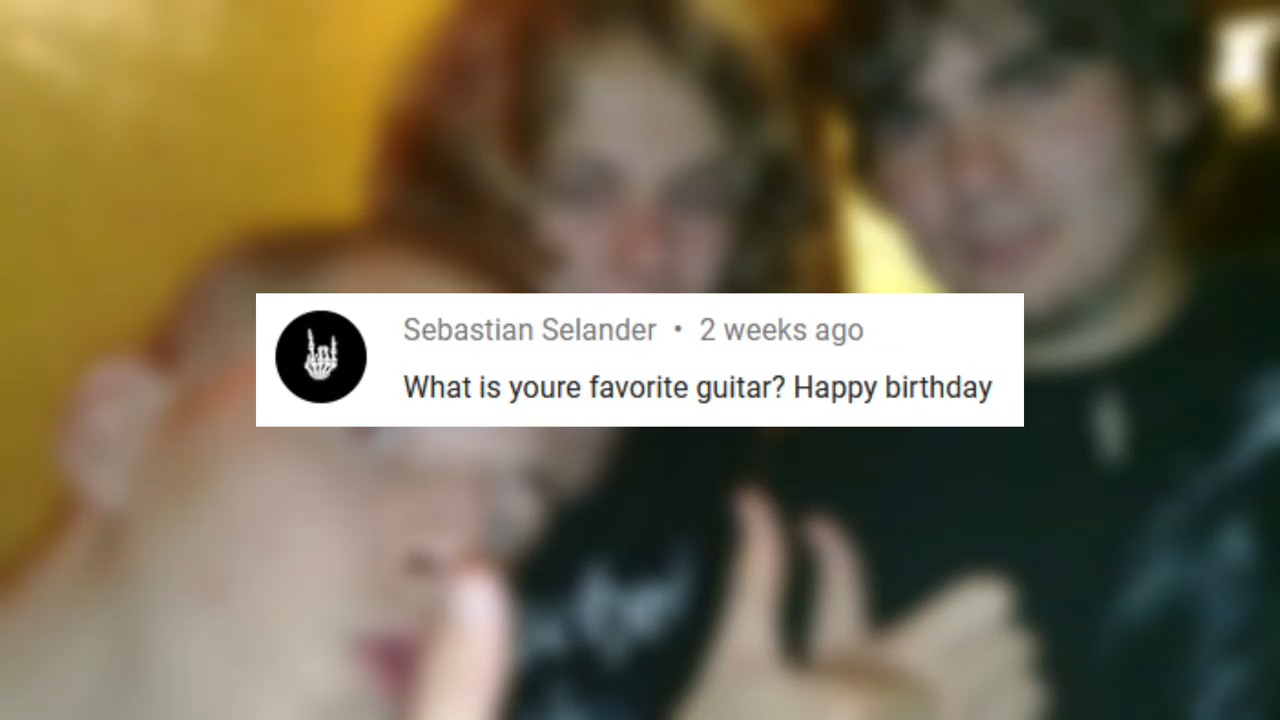 Sebastian Selander • 2 weeks ago
What is youre favorite guitar? Happy birthday